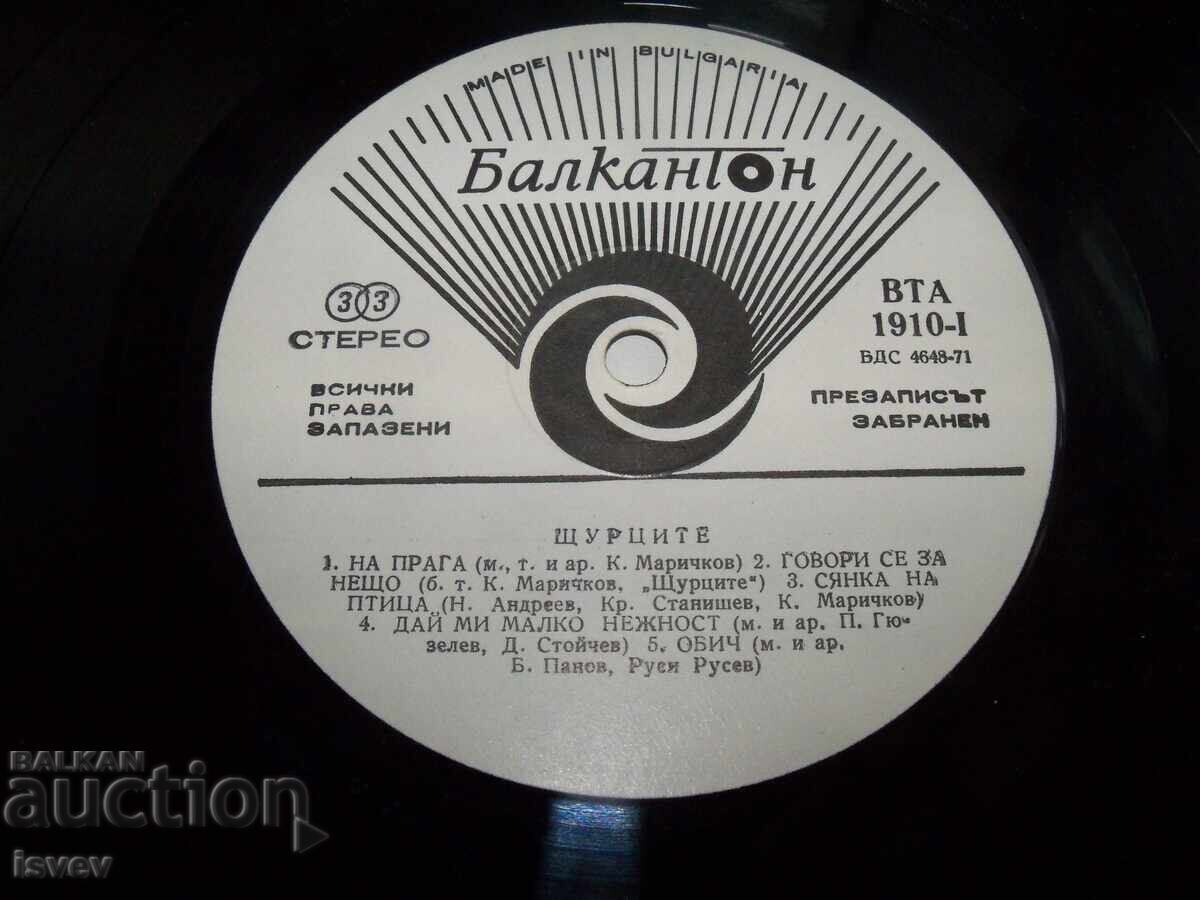 MADE IN BULGARIA
Балкантон
33
СТЕРЕО
ВСИЧКИ
ПРАВА
ЗАПАЗЕНИ
ВТА
1910-I
БДС 4648-71
ПРЕЗАПИСЪТ
ЗАБРАНЕН
ЩУРЦИТЕ
1. НА ПРАГА (м., т. и ар. К. Маричков) 2. ГОВОРИ СЕ ЗА
НЕЩО (б. т. К. Маричков, „Щурците") 3. СЯНКА НА
ПТИЦА (Н. Андреев, Кр. Станишев, К. Маричков)
4. ДАЙ МИ МАЛКО НЕЖНОСТ (м. и ар. П. Гю-
зелев, Д. Стойчев) 5. ОБИЧ (м. и ар.
Б. Панов, Руси Русев)
BALKAN
auction
isvev